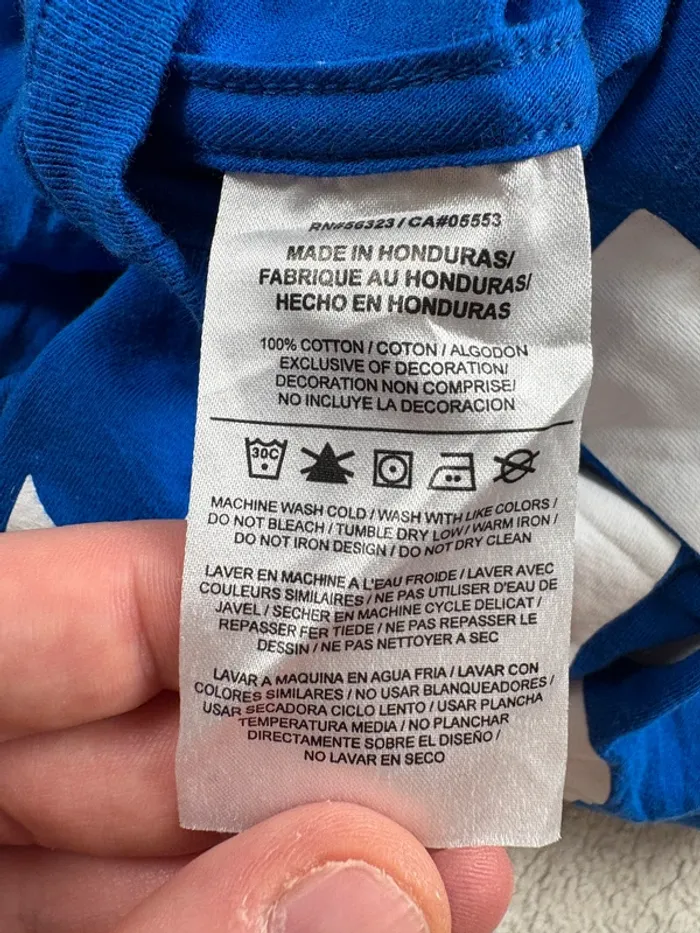 RN#56323 / CA#05553
MADE IN HONDURAS/
FABRIQUE AU HONDURAS/
HECHO EN HONDURAS
100% COTTON / COTON / ALGODON
EXCLUSIVE OF DECORATION/
DECORATION NON COMPRISE/
NO INCLUYE LA DECORACION
30C
MACHINE WASH COLD / WASH WITH LIKE COLORS /
DO NOT BLEACH / TUMBLE DRY LOW / WARM IRON /
DO NOT IRON DESIGN / DO NOT DRY CLEAN
LAVER EN MACHINE A L'EAU FROIDE / LAVER AVEC
COULEURS SIMILAIRES / NE PAS UTILISER D'EAU DE
JAVEL / SECHER EN MACHINE CYCLE DELICAT /
REPASSER FER TIEDE / NE PAS REPASSER LE
DESSIN / NE PAS NETTOYER A SEC
LAVAR A MAQUINA EN AGUA FRIA / LAVAR CON
COLORES SIMILARES / NO USAR BLANQUEADORES /
USAR SECADORA CICLO LENTO / USAR PLANCHA
TEMPERATURA MEDIA / NO PLANCHAR
DIRECTAMENTE SOBRE EL DISEÑO /
NO LAVAR EN SECO